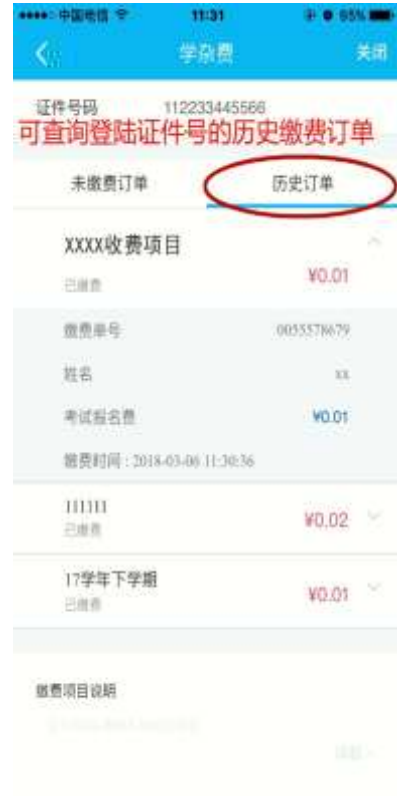 中国电信 11:31 95%
学杂费 关闭
证件号码 112233445566
可查询登陆证件号的历史缴费订单
未缴费订单 历史订单
XXXX收费项目
已缴费 ¥0.01
缴费单号 0055578679
姓名 xx
考试报名费 ¥0.01
缴费时间：2018-03-06 11:30:36
111111
已缴费 ¥0.02
17学年下学期
已缴费 ¥0.01
缴费项目说明